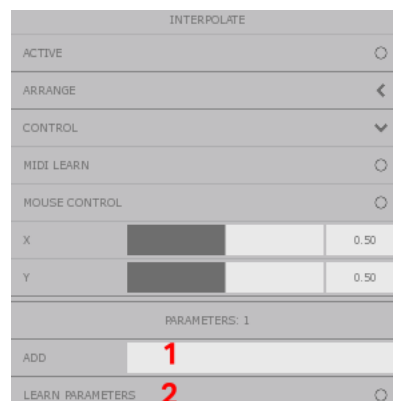 INTERPOLATE
ACTIVE
ARRANGE
CONTROL
MIDI LEARN
MOUSE CONTROL
X 0.50
Y 0.50
PARAMETERS: 1
ADD 1
LEARN PARAMETERS 2